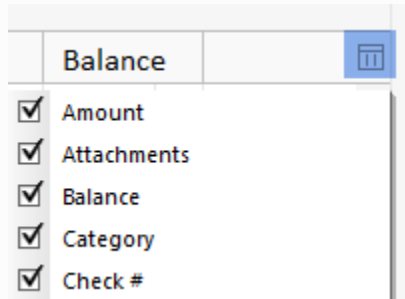 Balance
Amount
Attachments
Balance
Category
Check #